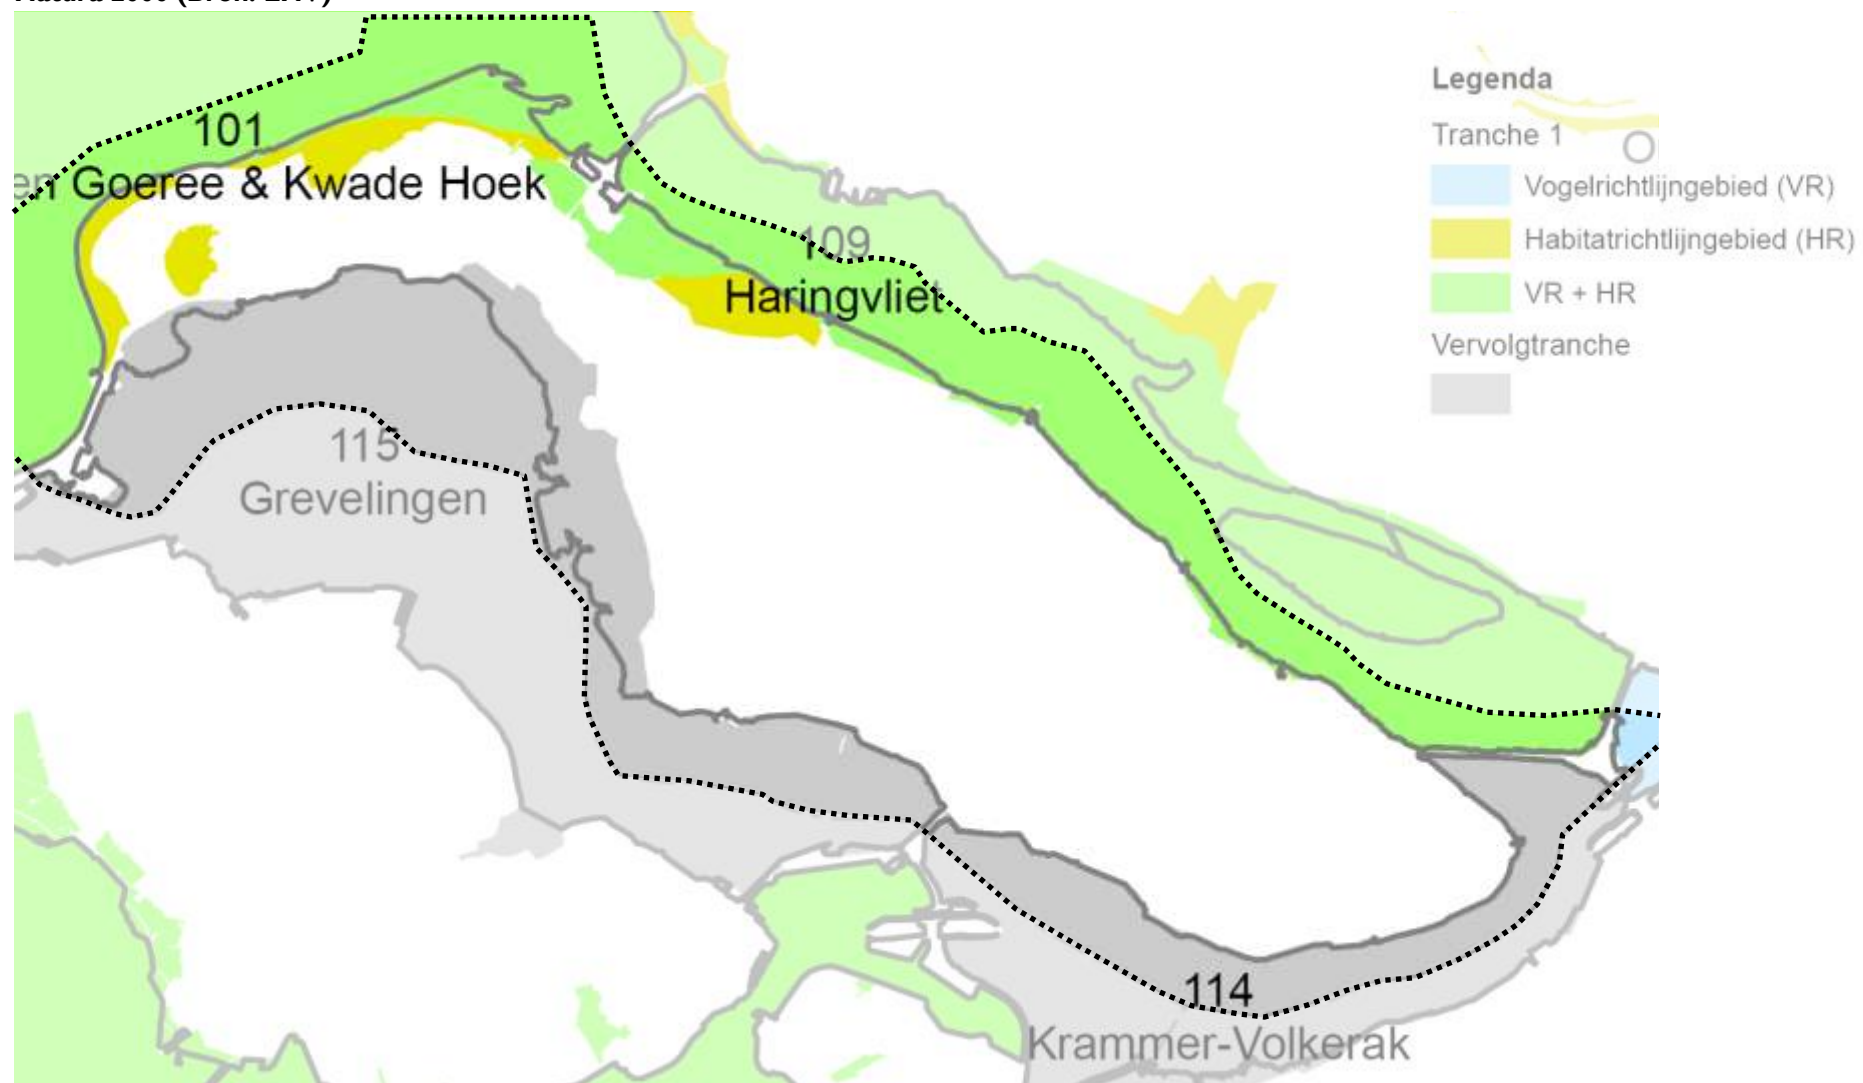 101
en Goeree & Kwade Hoek
109
Haringvliet
115
Grevelingen
114
Krammer-Volkerak
Legenda
Tranche 1
Vogelrichtlijngebied (VR)
Habitatrichtlijngebied (HR)
VR + HR
Vervolgtranche
O